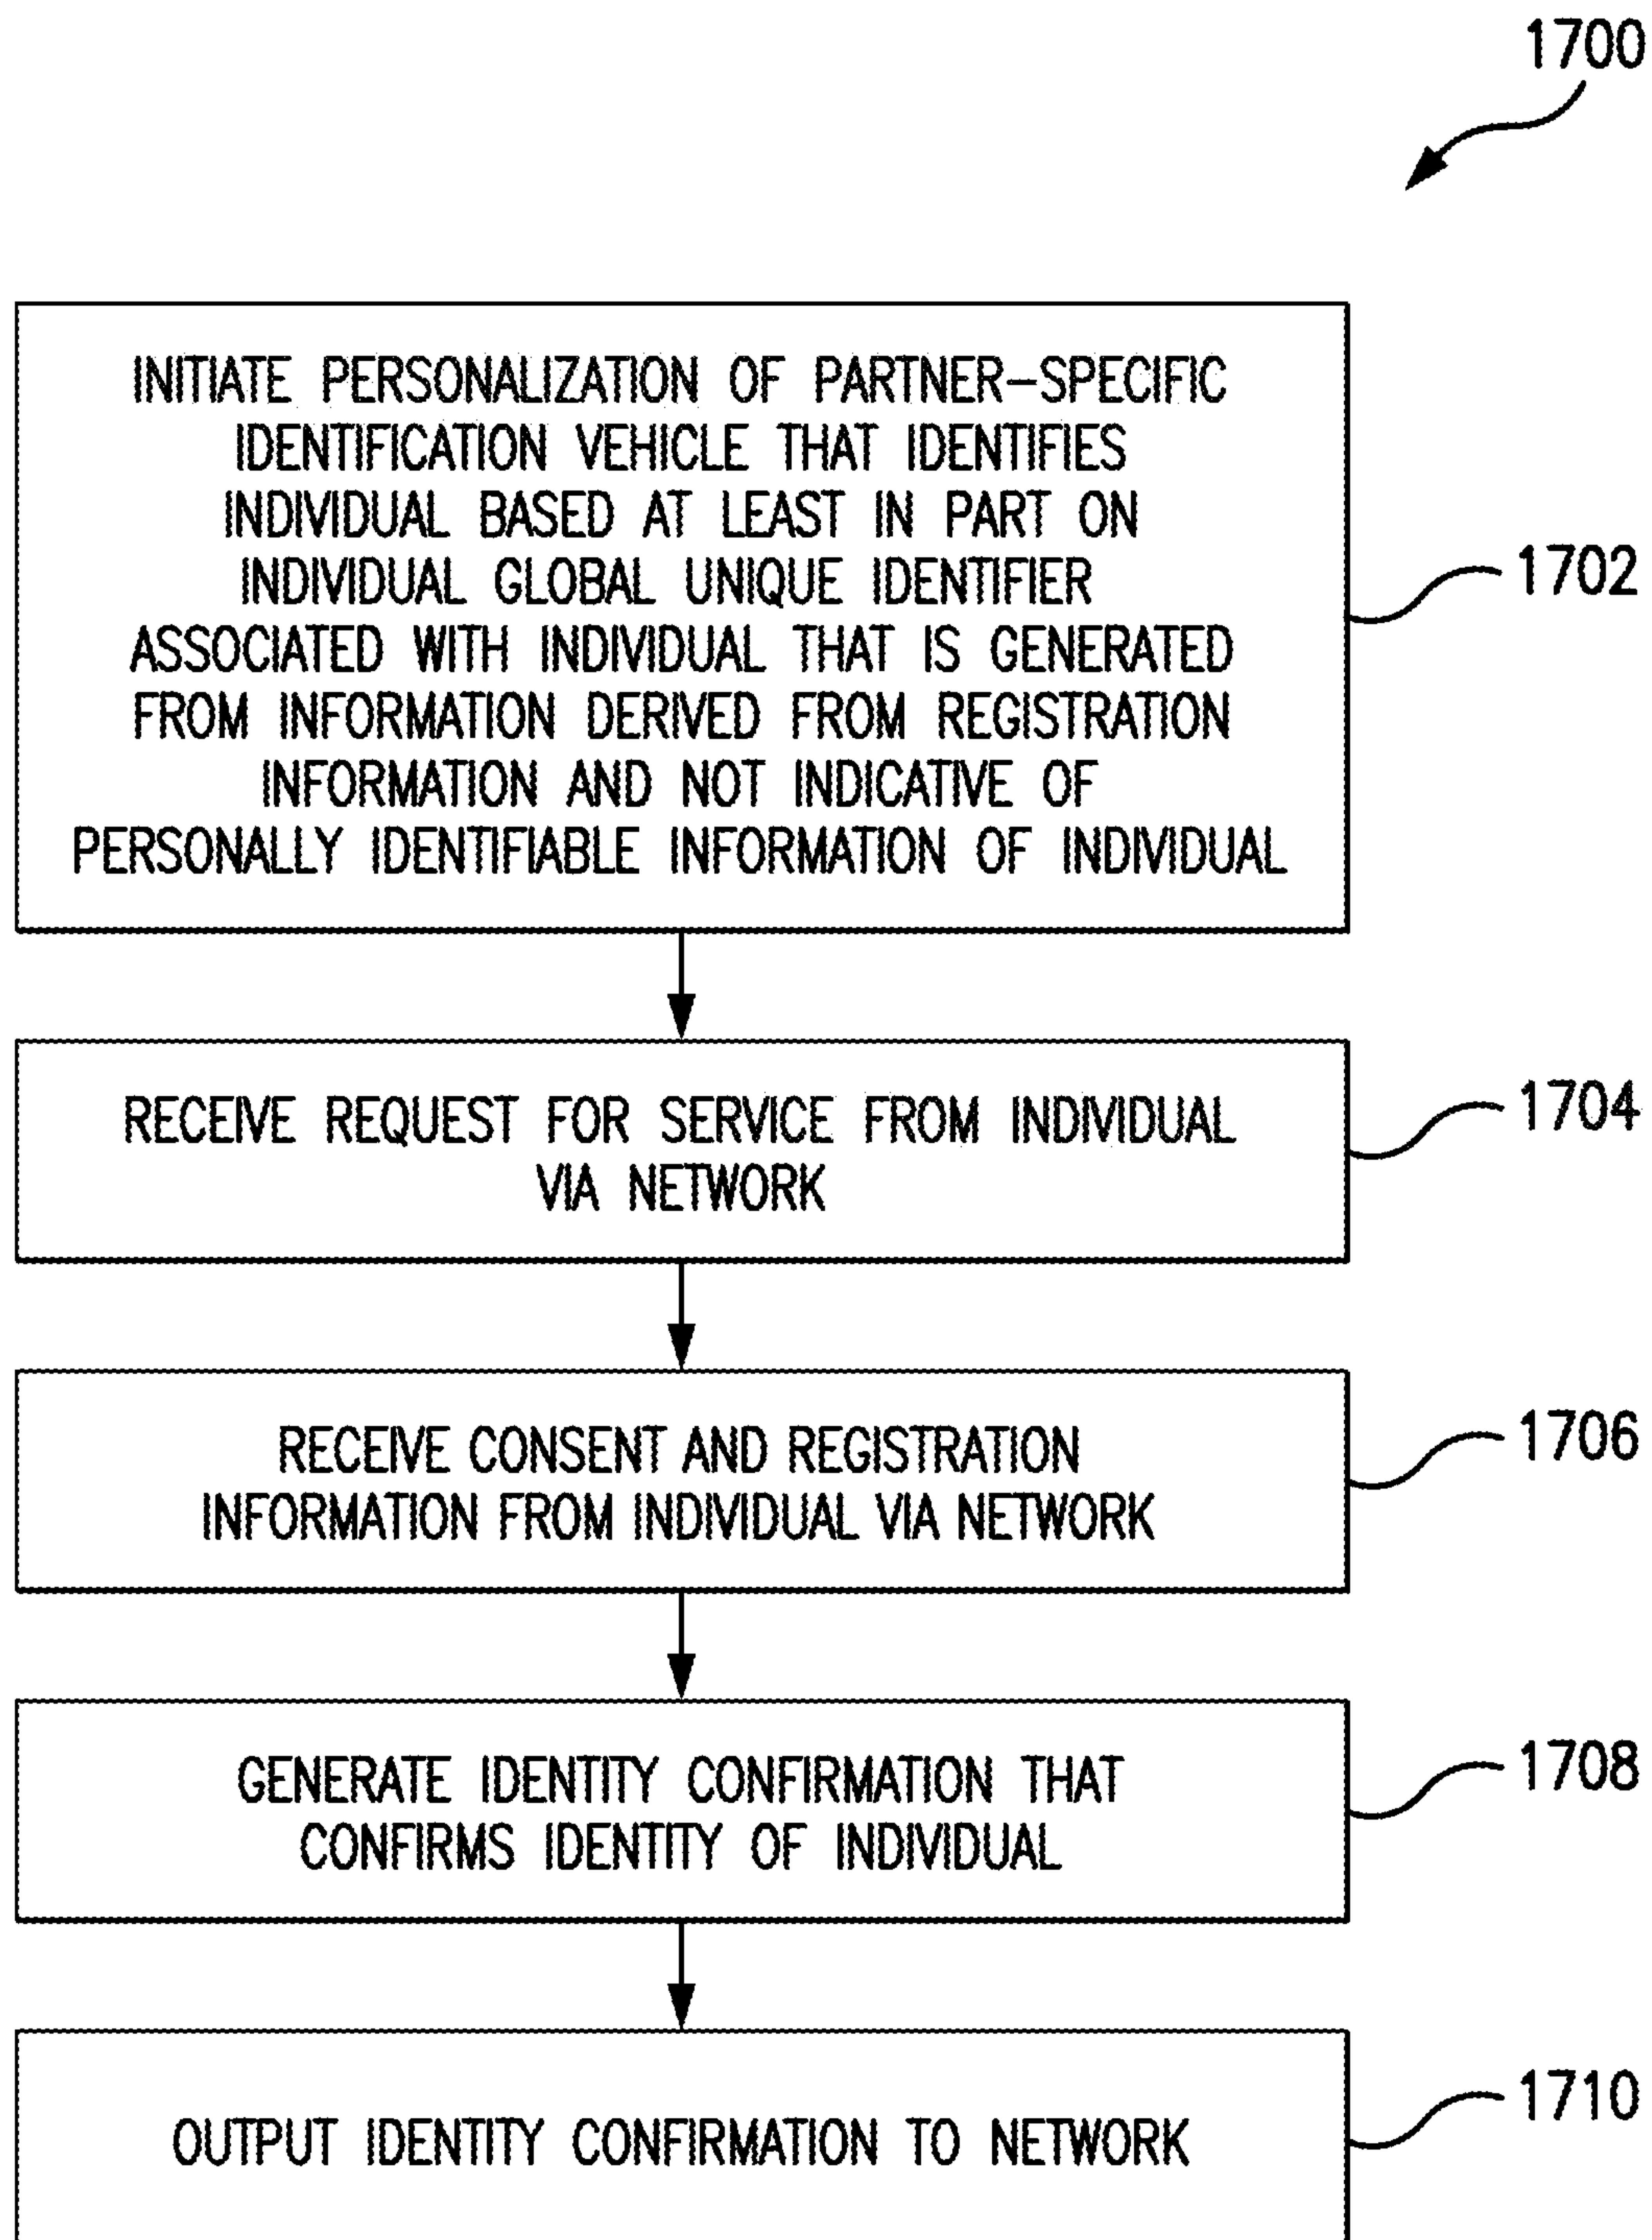 1700
INITIATE PERSONALIZATION OF PARTNER-SPECIFIC
IDENTIFICATION VEHICLE THAT IDENTIFIES
INDIVIDUAL BASED AT LEAST IN PART ON
INDIVIDUAL GLOBAL UNIQUE IDENTIFIER
ASSOCIATED WITH INDIVIDUAL THAT IS GENERATED
FROM INFORMATION DERIVED FROM REGISTRATION
INFORMATION AND NOT INDICATIVE OF
PERSONALLY IDENTIFIABLE INFORMATION OF INDIVIDUAL
1702
RECEIVE REQUEST FOR SERVICE FROM INDIVIDUAL
VIA NETWORK
1704
RECEIVE CONSENT AND REGISTRATION
INFORMATION FROM INDIVIDUAL VIA NETWORK
1706
GENERATE IDENTITY CONFIRMATION THAT
CONFIRMS IDENTITY OF INDIVIDUAL
1708
OUTPUT IDENTITY CONFIRMATION TO NETWORK
1710